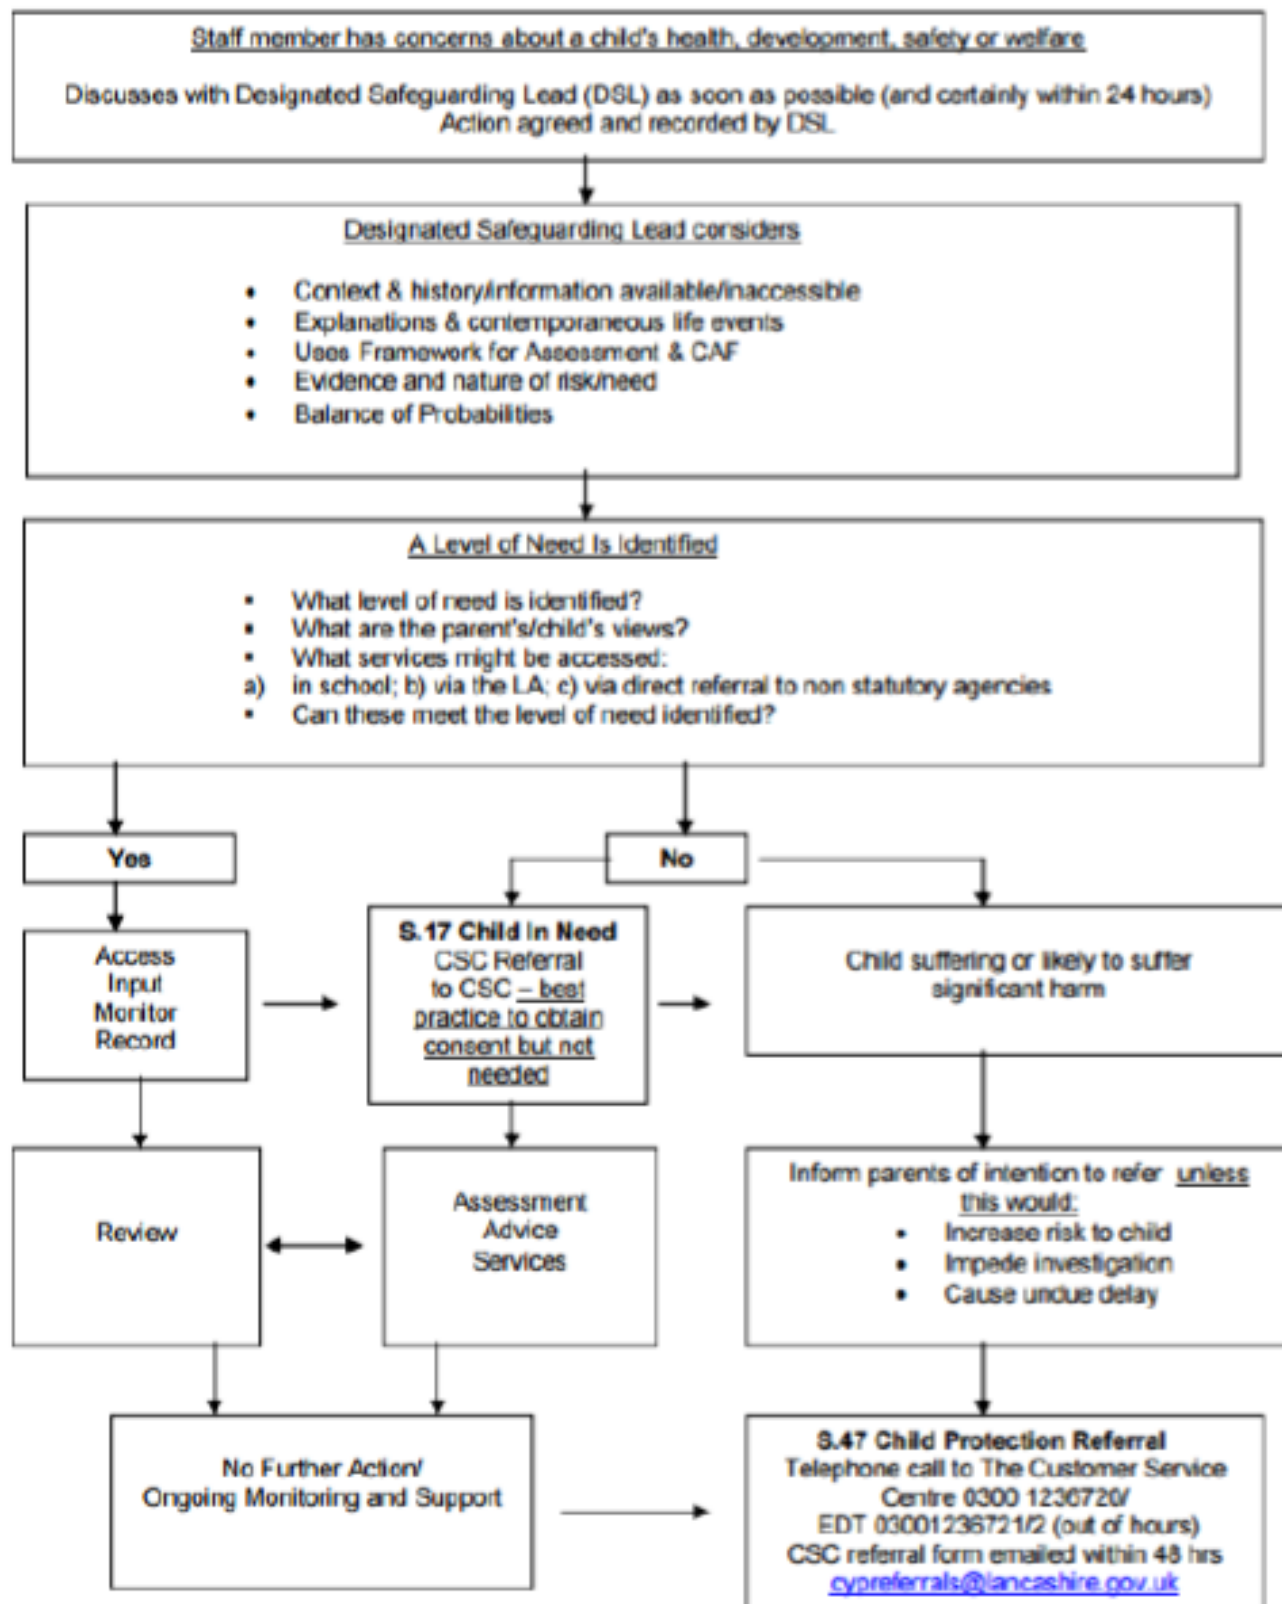 Staff member has concerns about a child's health, development, safety or welfare
Discusses with Designated Safeguarding Lead (DSL) as soon as possible (and certainly within 24 hours)
Action agreed and recorded by DSL
Designated Safeguarding Lead considers
• Context & history/information available/inaccessible
• Explanations & contemporaneous life events
• Uses Framework for Assessment & CAF
• Evidence and nature of risk/need
• Balance of Probabilities
A Level of Need Is Identified
▪ What level of need is identified?
▪ What are the parent's/child's views?
▪ What services might be accessed:
a) in school; b) via the LA; c) via direct referral to non statutory agencies
▪ Can these meet the level of need identified?
Yes
No
Access
Input
Monitor
Record
S.17 Child In Need
CSC Referral
to CSC – best
practice to obtain
consent but not
needed
Child suffering or likely to suffer
significant harm
Review
Assessment
Advice
Services
Inform parents of intention to refer unless
this would:
• Increase risk to child
• Impede investigation
• Cause undue delay
No Further Action/
Ongoing Monitoring and Support
S.47 Child Protection Referral
Telephone call to The Customer Service
Centre 0300 1236720/
EDT 03001236721/2 (out of hours)
CSC referral form emailed within 48 hrs
cypreferrals@lancashire.gov.uk